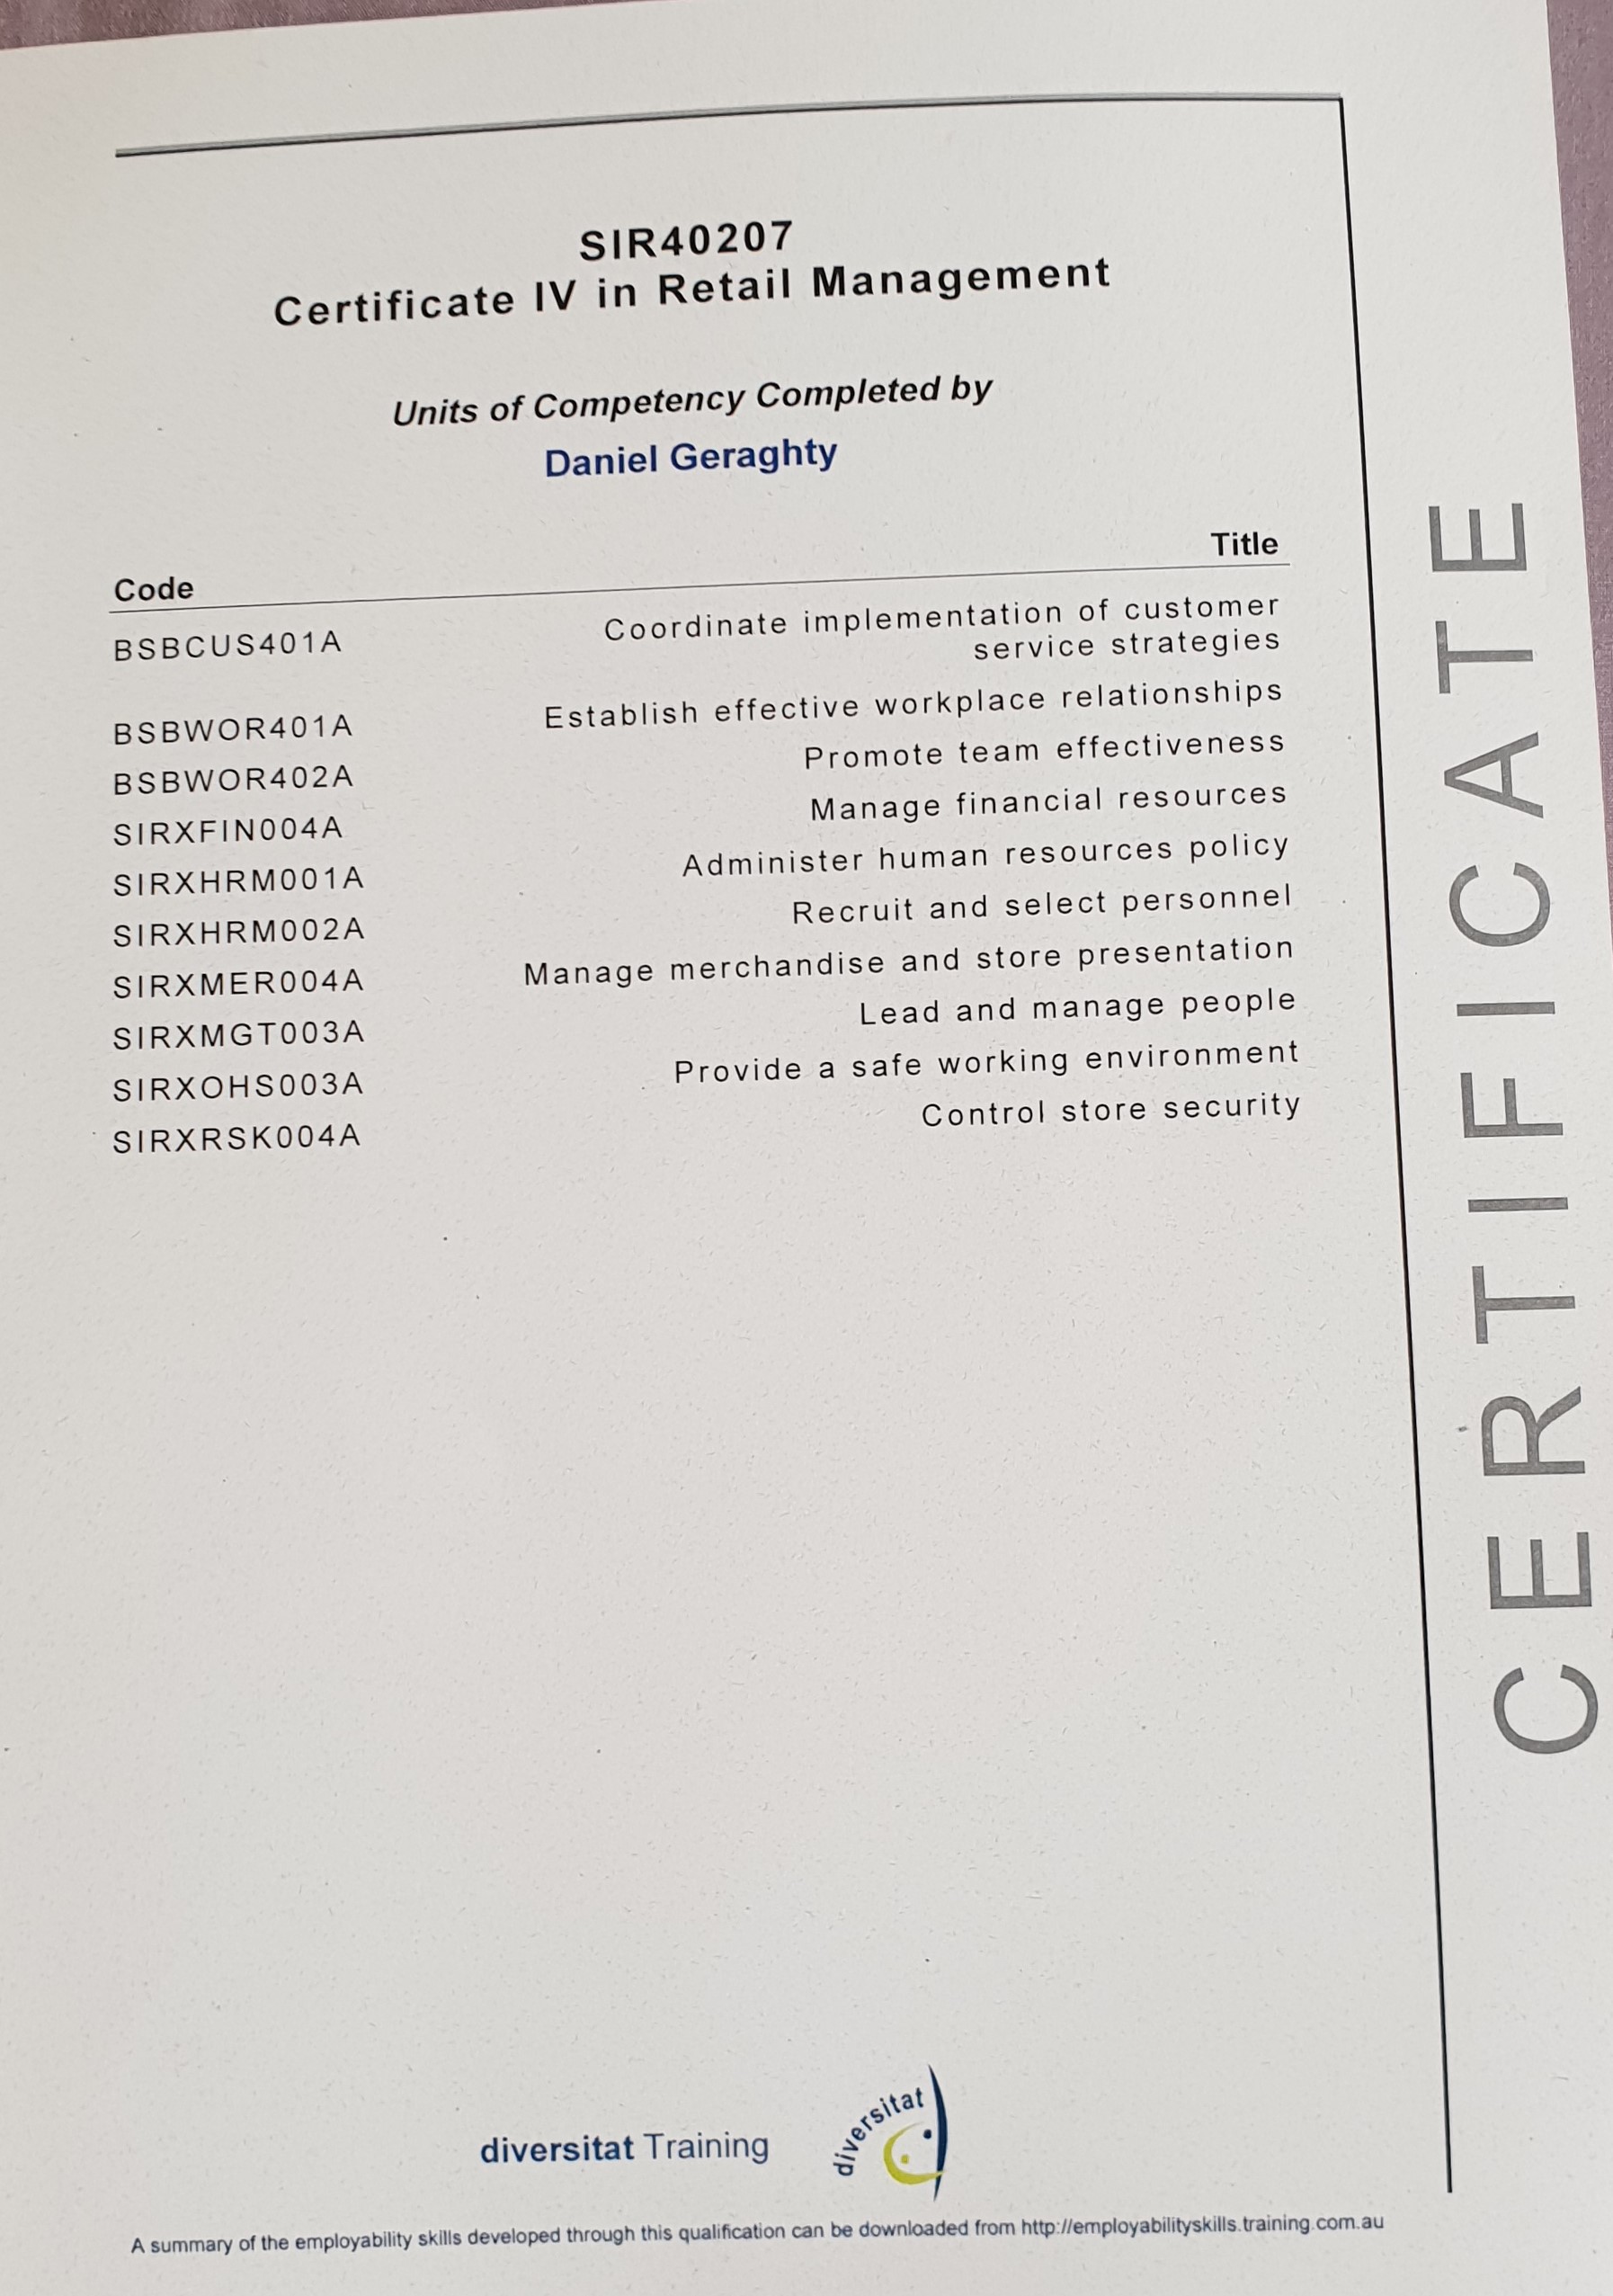 SIR40207
Certificate IV in Retail Management
Units of Competency Completed by
Daniel Geraghty
Code Title
BSBCUS401A Coordinate implementation of customer
service strategies
BSBWOR401A Establish effective workplace relationships
BSBWOR402A Promote team effectiveness
SIRXFIN004A Manage financial resources
SIRXHRM001A Administer human resources policy
SIRXHRM002A Recruit and select personnel
SIRXMER004A Manage merchandise and store presentation
SIRXMGT003A Lead and manage people
SIRXOHS003A Provide a safe working environment
SIRXRSK004A Control store security
CERTIFICATE
diversitat Training
diversitat
A summary of the employability skills developed through this qualification can be downloaded from http://employabilityskills.training.com.au